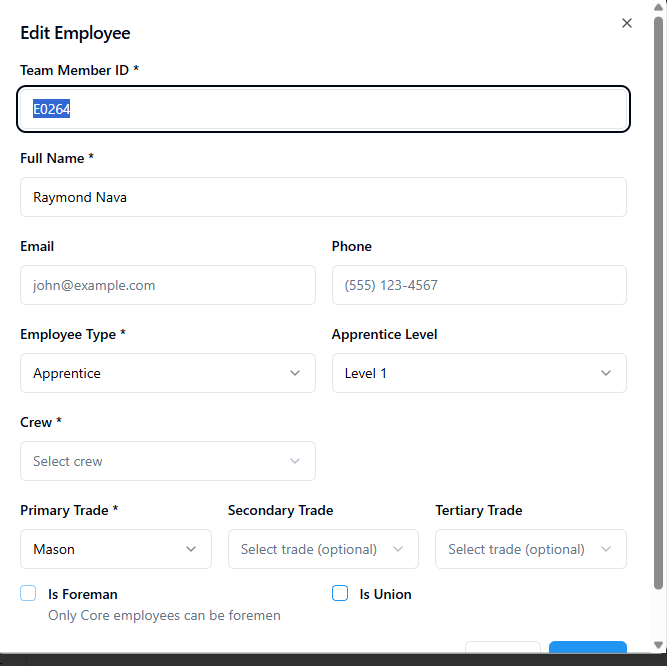 Edit Employee
Team Member ID *
E0264
Full Name *
Raymond Nava
Email Phone
john@example.com (555) 123-4567
Employee Type * Apprentice Level
Apprentice Level 1
Crew *
Select crew
Primary Trade * Secondary Trade Tertiary Trade
Mason Select trade (optional) Select trade (optional)
Is Foreman Is Union
Only Core employees can be foremen